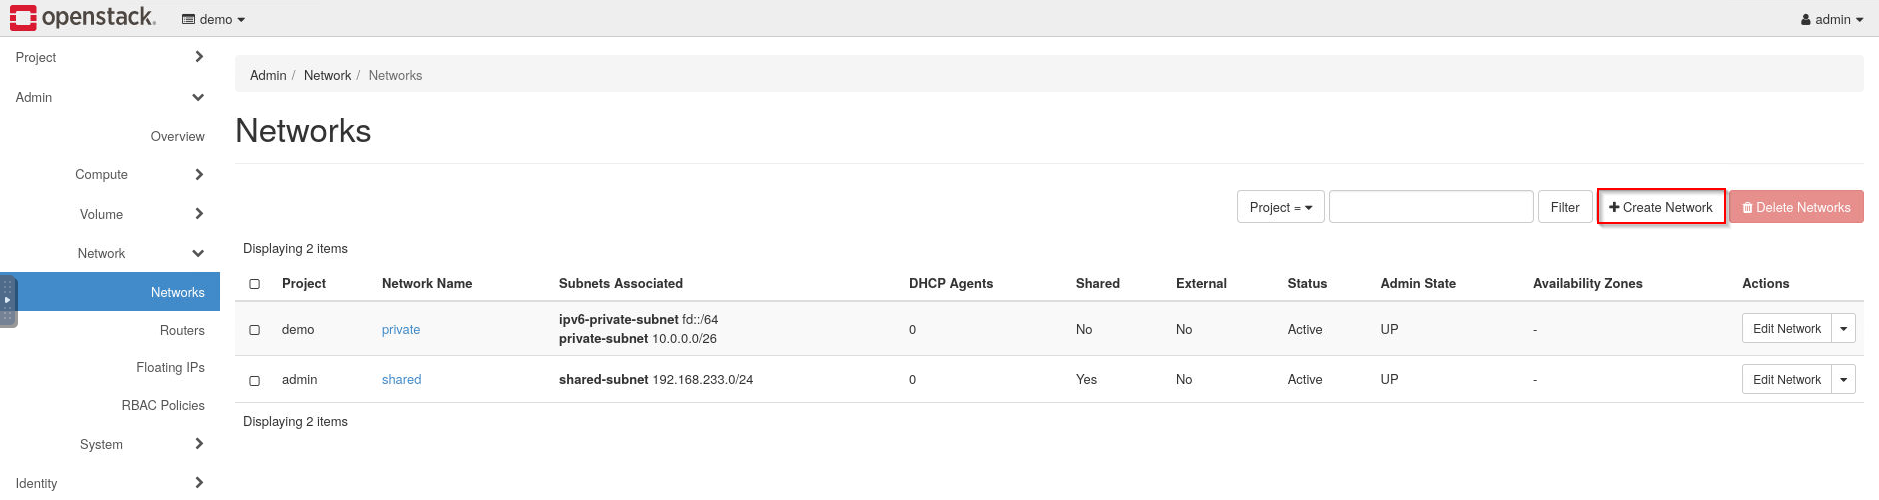 openstack. demo admin
Project
Admin
Overview
Compute
Volume
Network
Networks
Routers
Floating IPs
RBAC Policies
System
Identity
Admin / Network / Networks
Networks
Project = Filter Create Network Delete Networks
Displaying 2 items
Project Network Name Subnets Associated DHCP Agents Shared External Status Admin State Availability Zones Actions
demo private ipv6-private-subnet fd::/64 0 No No Active UP - Edit Network
private-subnet 10.0.0.0/26
admin shared shared-subnet 192.168.233.0/24 0 Yes No Active UP - Edit Network
Displaying 2 items